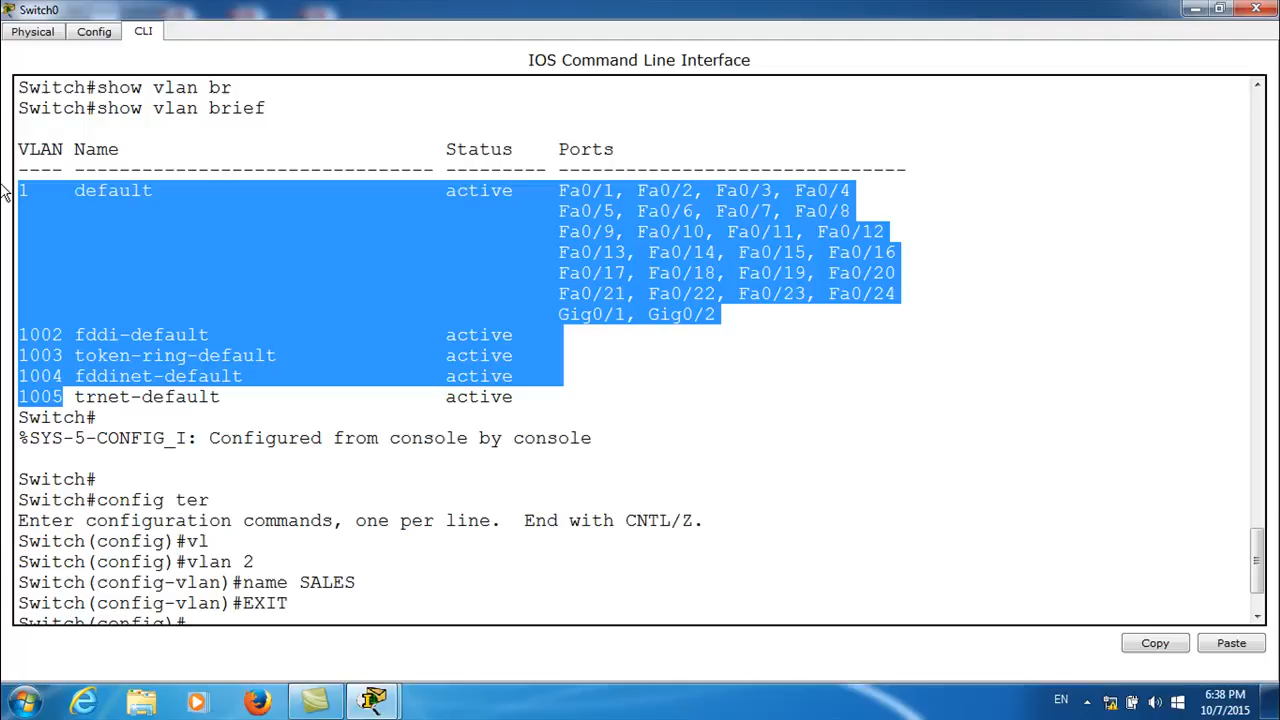 Switch0
Physical Config CLI
IOS Command Line Interface
Switch#show vlan br
Switch#show vlan brief
VLAN Name Status Ports
---- -------------------------------- --------- -------------------------------
1 default active Fa0/1, Fa0/2, Fa0/3, Fa0/4
Fa0/5, Fa0/6, Fa0/7, Fa0/8
Fa0/9, Fa0/10, Fa0/11, Fa0/12
Fa0/13, Fa0/14, Fa0/15, Fa0/16
Fa0/17, Fa0/18, Fa0/19, Fa0/20
Fa0/21, Fa0/22, Fa0/23, Fa0/24
Gig0/1, Gig0/2
1002 fddi-default active
1003 token-ring-default active
1004 fddinet-default active
1005 trnet-default active
Switch#
%SYS-5-CONFIG_I: Configured from console by console
Switch#
Switch#config ter
Enter configuration commands, one per line. End with CNTL/Z.
Switch(config)#vl
Switch(config)#vlan 2
Switch(config-vlan)#name SALES
Switch(config-vlan)#EXIT
Switch(config)#
Copy Paste
EN
6:38 PM
10/7/2015